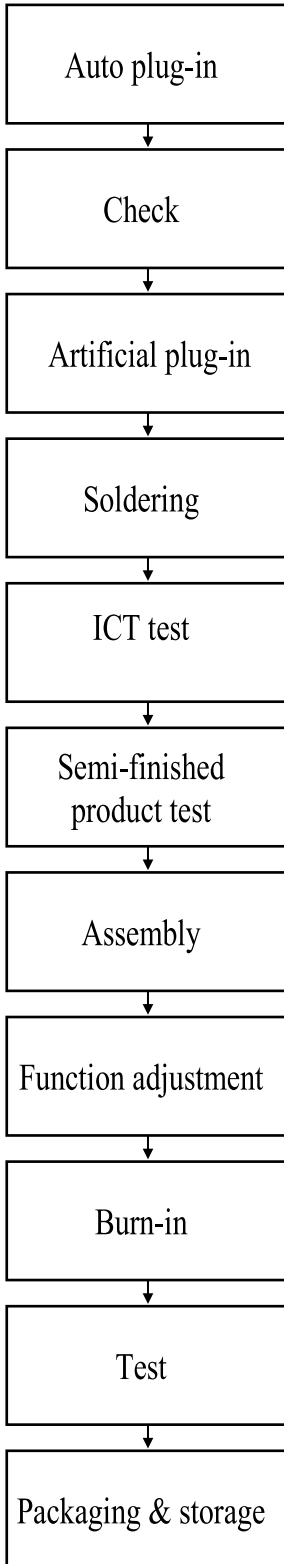 Auto plug-in
Check
Artificial plug-in
Soldering
ICT test
Semi-finished
product test
Assembly
Function adjustment
Burn-in
Test
Packaging & storage